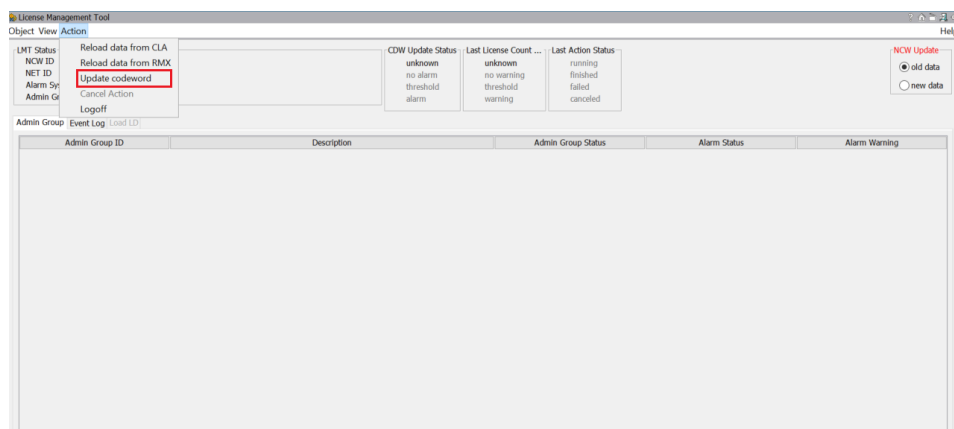 License Management Tool
Object View Action
Hel
Reload data from CLA
Reload data from RMX
Update codeword
Cancel Action
Logoff
LMT Status
NCW ID
NET ID
Alarm Sy
Admin Gr
CDW Update Status
unknown
no alarm
threshold
alarm
Last License Count ...
unknown
no warning
threshold
warning
Last Action Status
running
finished
failed
canceled
NCW Update
old data
new data
Admin Group Event Log Load LD
Admin Group ID Description Admin Group Status Alarm Status Alarm Warning